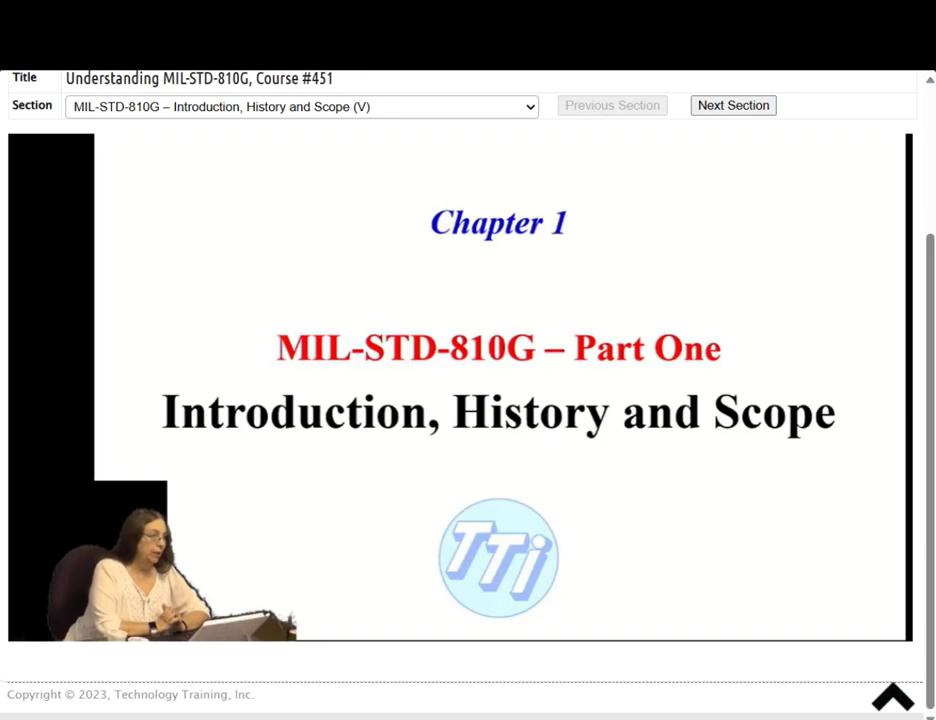 Title Understanding MIL-STD-810G, Course #451
Section MIL-STD-810G – Introduction, History and Scope (V) Previous Section Next Section
Chapter 1
MIL-STD-810G – Part One
Introduction, History and Scope
TTi
Copyright © 2023, Technology Training, Inc.